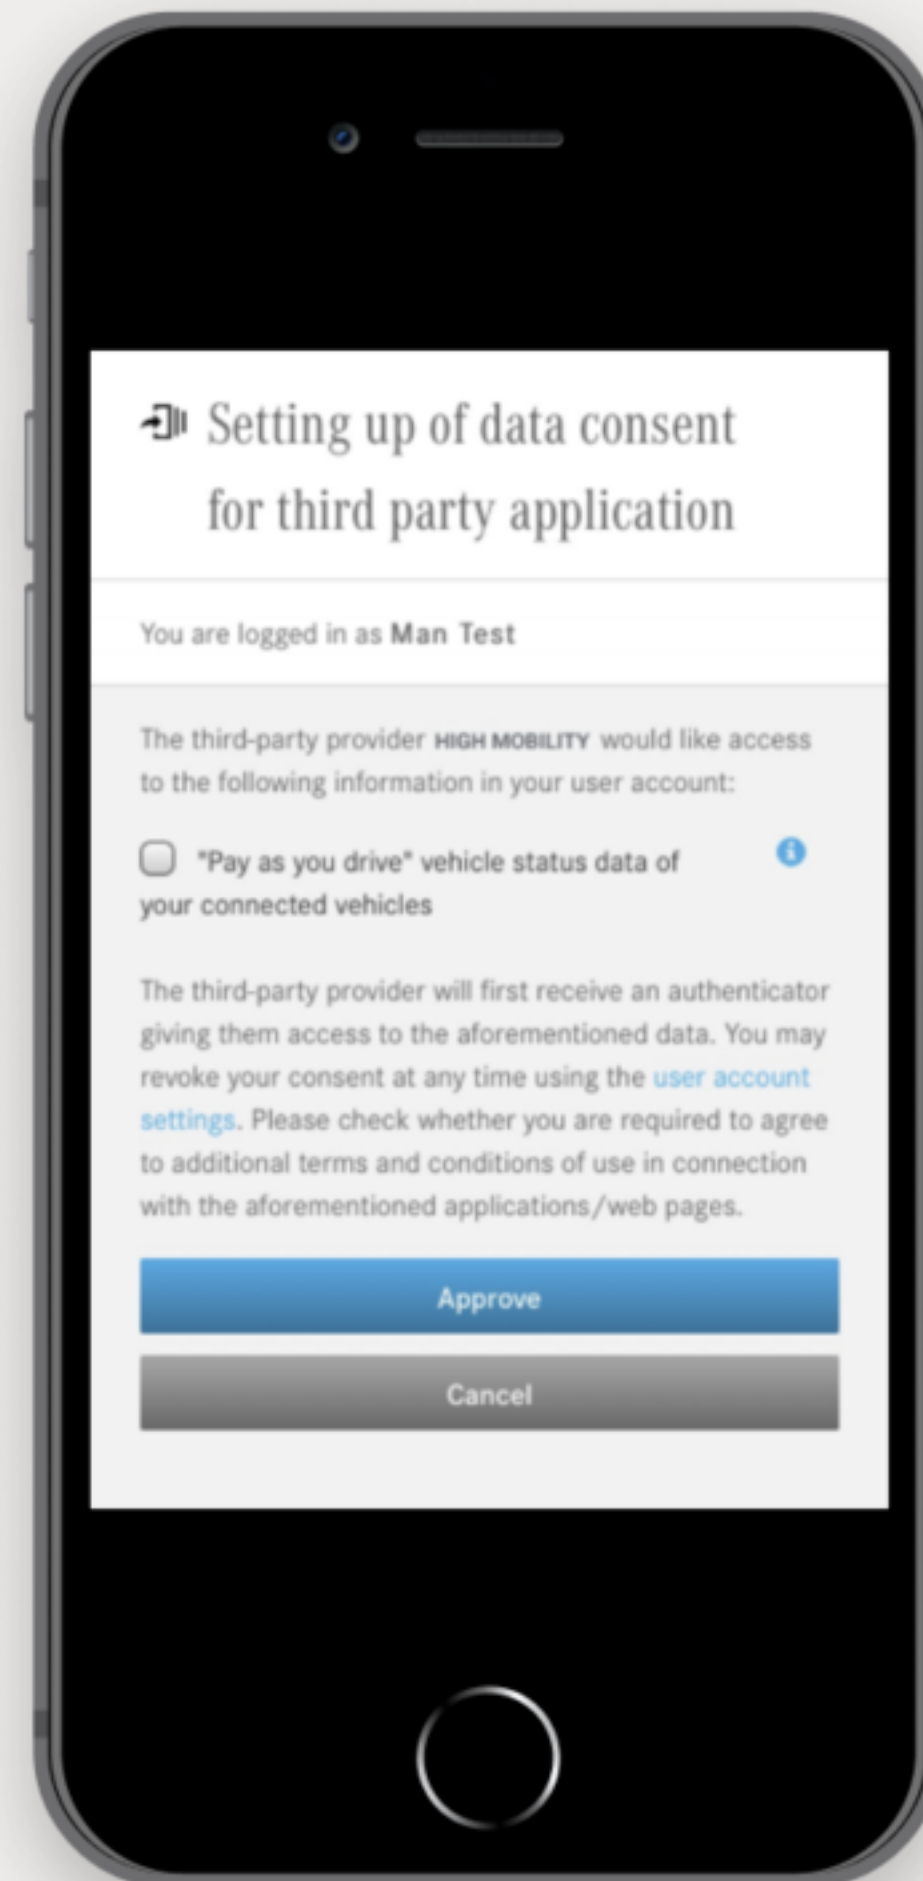 Setting up of data consent
for third party application
You are logged in as Man Test
The third-party provider HIGH MOBILITY would like access
to the following information in your user account:
"Pay as you drive" vehicle status data of
your connected vehicles
The third-party provider will first receive an authenticator
giving them access to the aforementioned data. You may
revoke your consent at any time using the user account
settings. Please check whether you are required to agree
to additional terms and conditions of use in connection
with the aforementioned applications/web pages.
Approve
Cancel